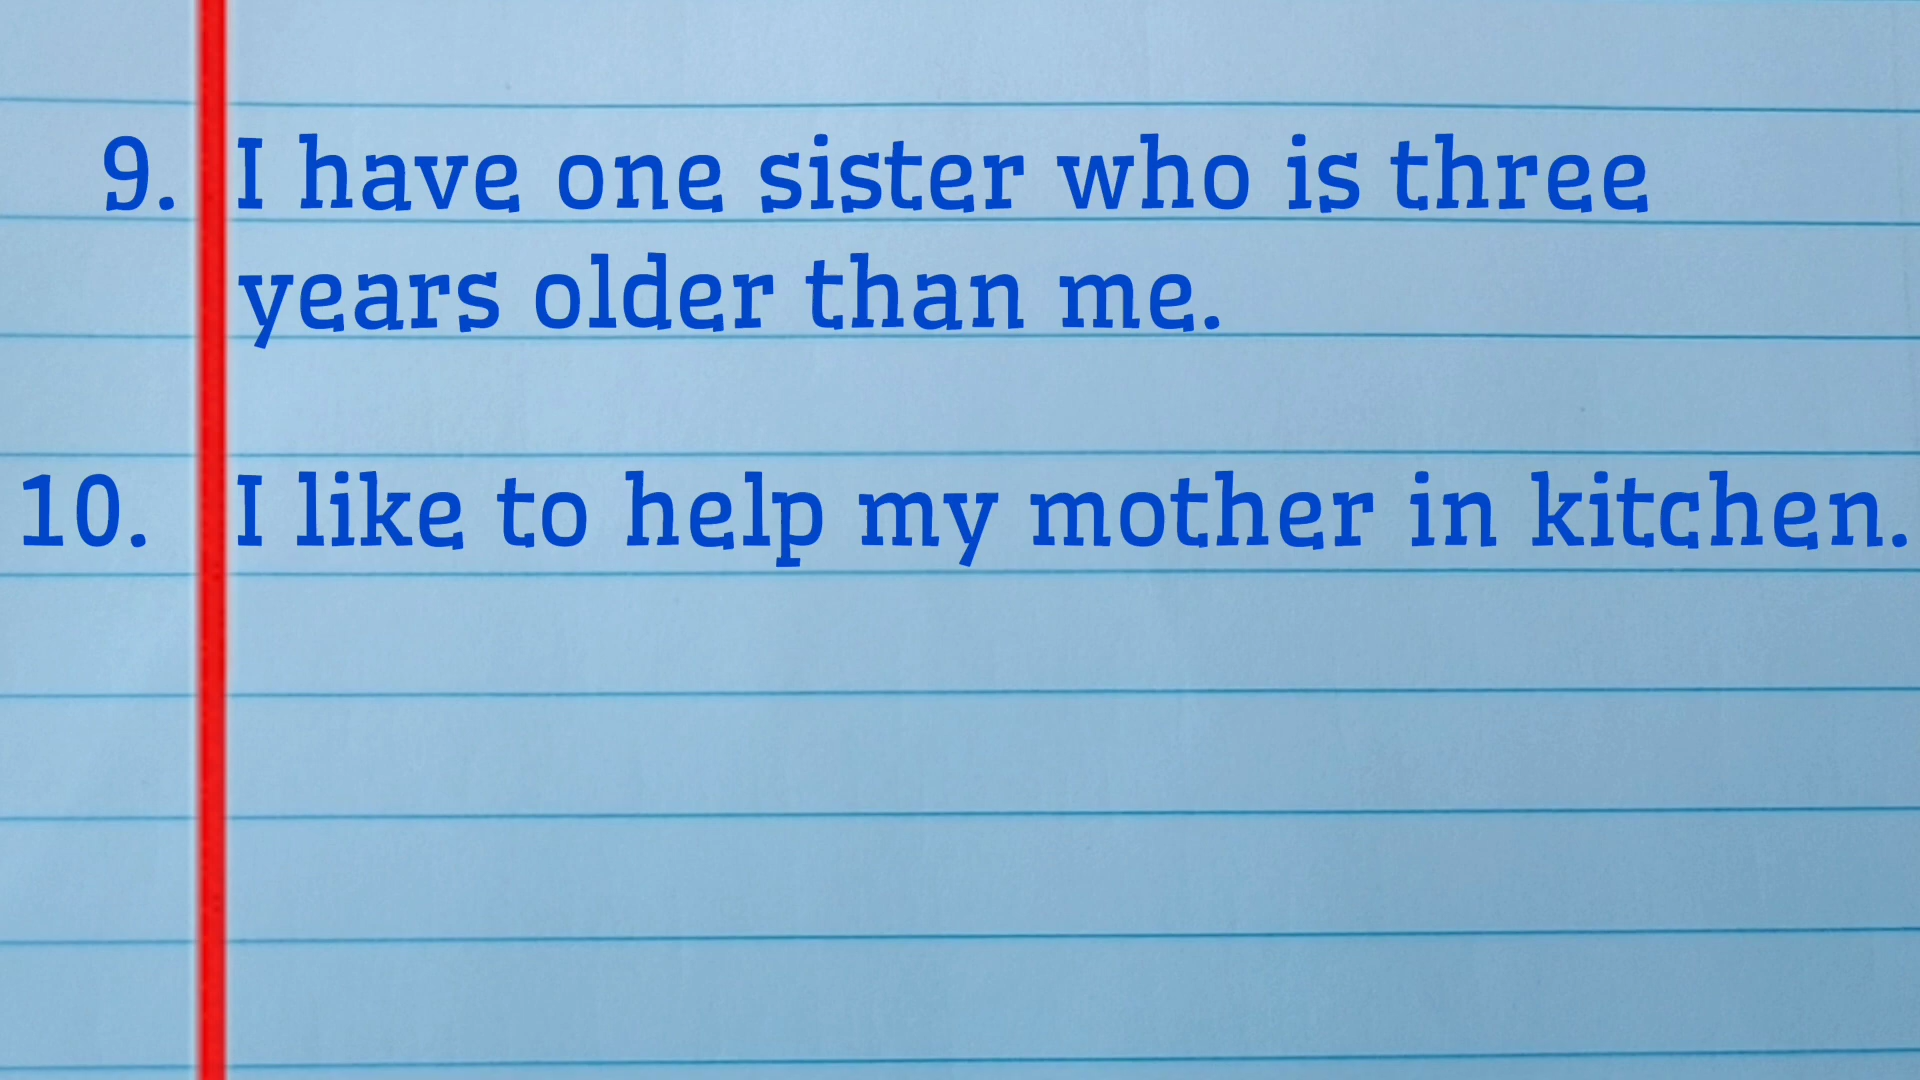 9. I have one sister who is three
years older than me.
10. I like to help my mother in kitchen.